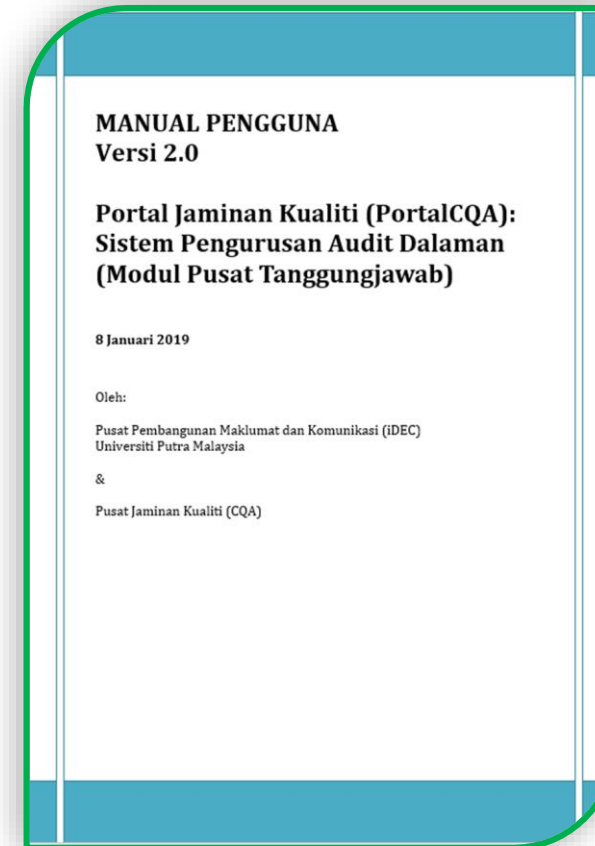 MANUAL PENGGUNA
Versi 2.0
Portal Jaminan Kualiti (PortalCQA):
Sistem Pengurusan Audit Dalaman
(Modul Pusat Tanggungjawab)
8 Januari 2019
Oleh:
Pusat Pembangunan Maklumat dan Komunikasi (iDEC)
Universiti Putra Malaysia
&
Pusat Jaminan Kualiti (CQA)